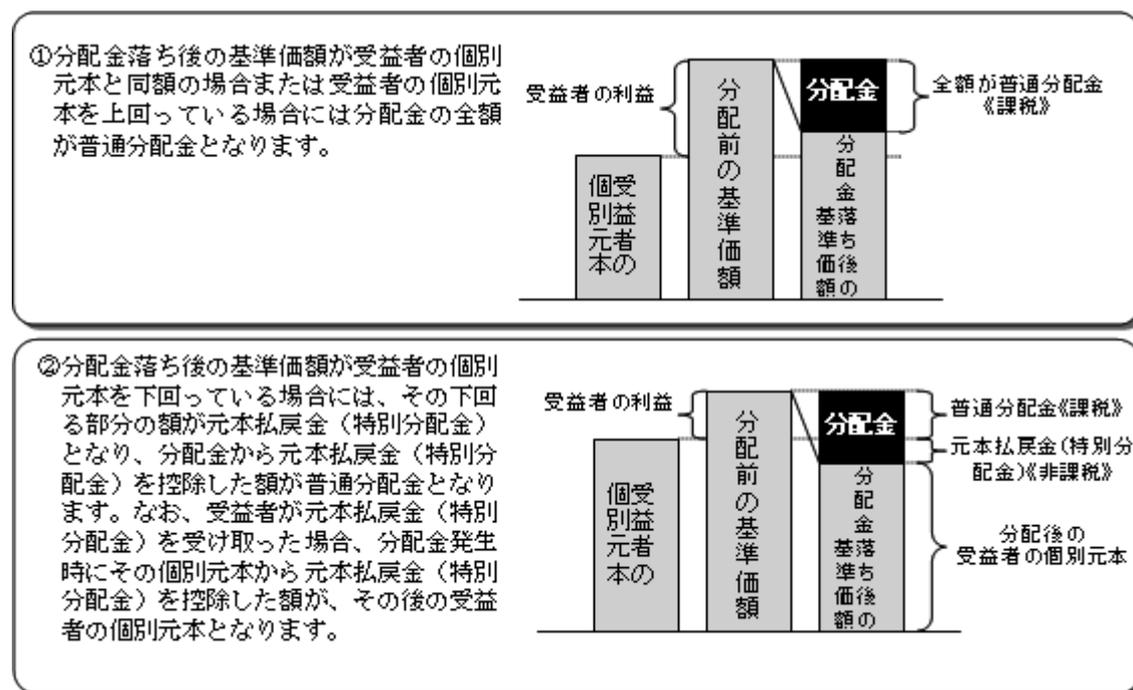 ①分配金落ち後の基準価額が受益者の個別
元本と同額の場合または受益者の個別元
本を上回っている場合には分配金の全額
が普通分配金となります。
受益者の利益
受益者の
個別元本
分配前の基準価額
分配金
分配金落ち後の
基準価額
全額が普通分配金
《課税》
②分配金落ち後の基準価額が受益者の個別
元本を下回っている場合には、その下回
る部分の額が元本払戻金（特別分配金）
となり、分配金から元本払戻金（特別分
配金）を控除した額が普通分配金となり
ます。なお、受益者が元本払戻金（特別
分配金）を受け取った場合、分配金発生
時にその個別元本から元本払戻金（特別
分配金）を控除した額が、その後の受益
者の個別元本となります。
受益者の利益
受益者の
個別元本
分配前の基準価額
分配金
分配金落ち後の
基準価額
普通分配金《課税》
元本払戻金(特別分
配金)《非課税》
分配後の
受益者の個別元本